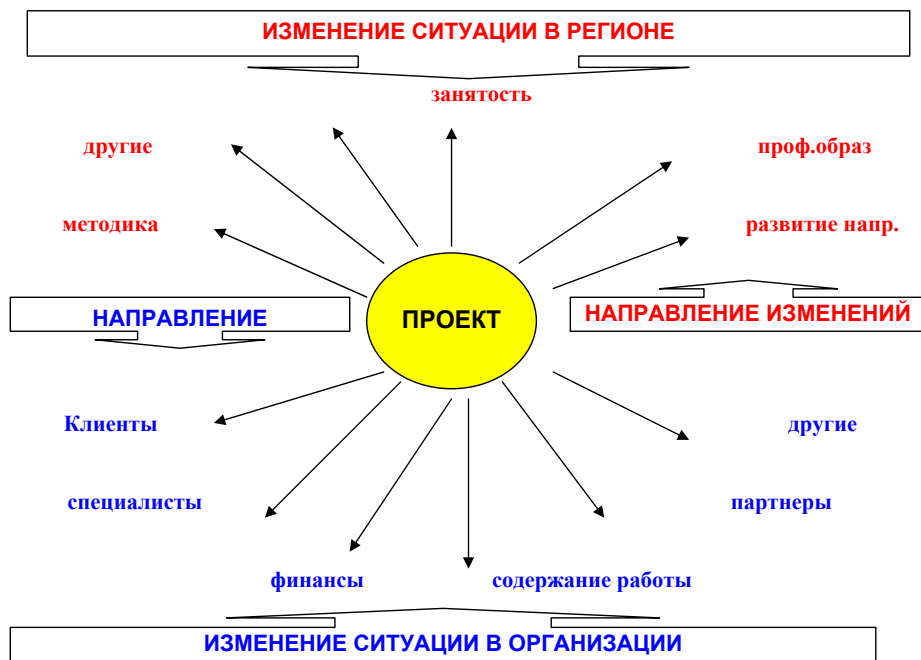 ИЗМЕНЕНИЕ СИТУАЦИИ В РЕГИОНЕ
занятость
другие
проф.образ
методика
развитие напр.
НАПРАВЛЕНИЕ
ПРОЕКТ
НАПРАВЛЕНИЕ ИЗМЕНЕНИЙ
Клиенты
другие
специалисты
партнеры
финансы
содержание работы
ИЗМЕНЕНИЕ СИТУАЦИИ В ОРГАНИЗАЦИИ